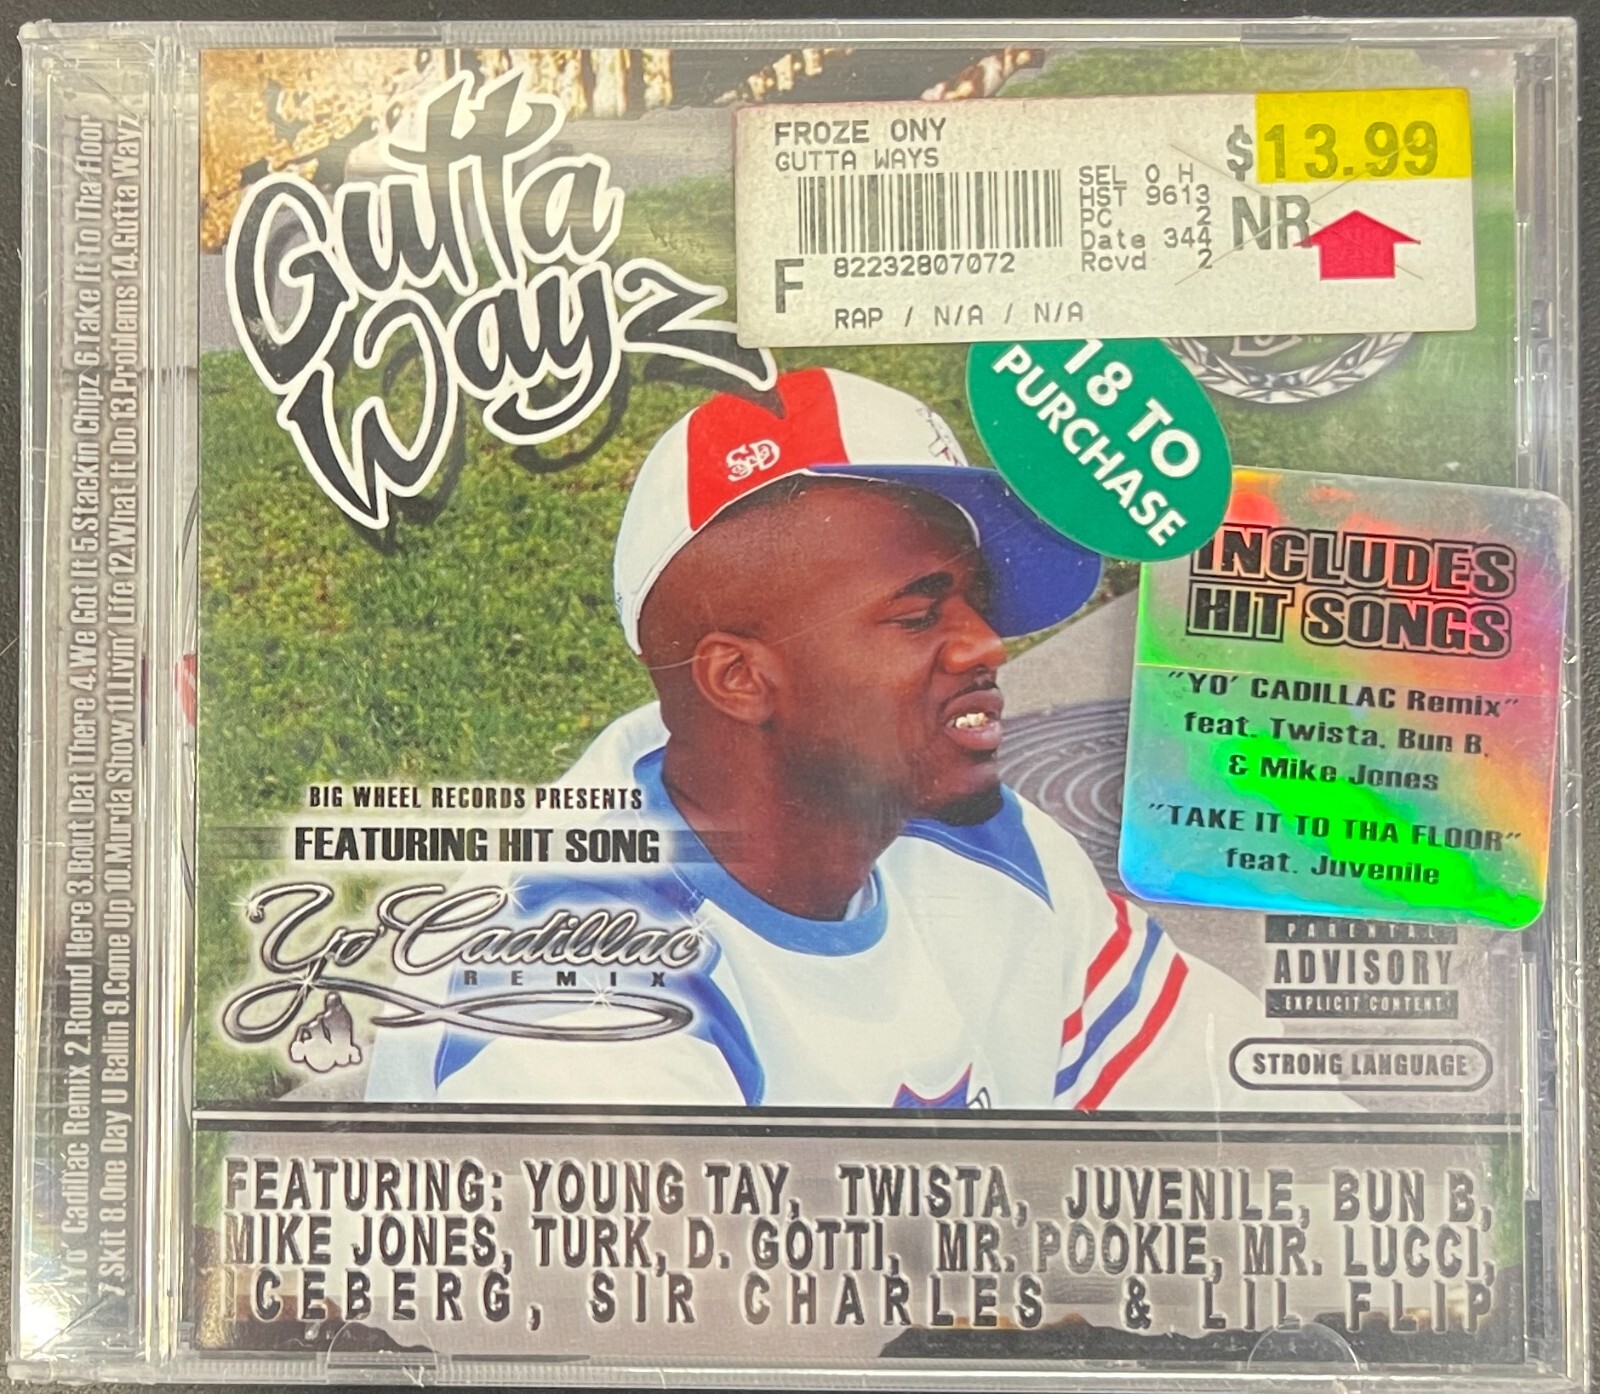 Gutta
Wayz
FROZE ONY
GUTTA WAYS
$13.99
SEL O H
HST 9613
PC 2
Date 344
Rcvd 2
NR
F
82232807072
RAP / N/A / N/A
18 TO
PURCHASE
SD
INCLUDES
HIT SONGS
"YO' CADILLAC Remix"
feat. Twista, Bun B.
& Mike Jones
"TAKE IT TO THA FLOOR"
feat. Juvenile
BIG WHEEL RECORDS PRESENTS
FEATURING HIT SONG
Yo' Cadillac
REMIX
PARENTAL
ADVISORY
EXPLICIT CONTENT
STRONG LANGUAGE
FEATURING: YOUNG TAY, TWISTA, JUVENILE, BUN B,
MIKE JONES, TURK, D. GOTTI, MR. POOKIE, MR. LUCCI,
ICEBERG, SIR CHARLES & LIL FLIP
1.Yo' Cadillac Remix 2.Round Here 3.Bout Dat There 4.We Got It 5.Stackin Chipz 6.Take It To Tha Floor
7.Skit 8.One Day U Ballin 9.Come Up 10.Murda Show 11.Livin' Life 12.What It Do 13.Problems 14.Gutta Wayz